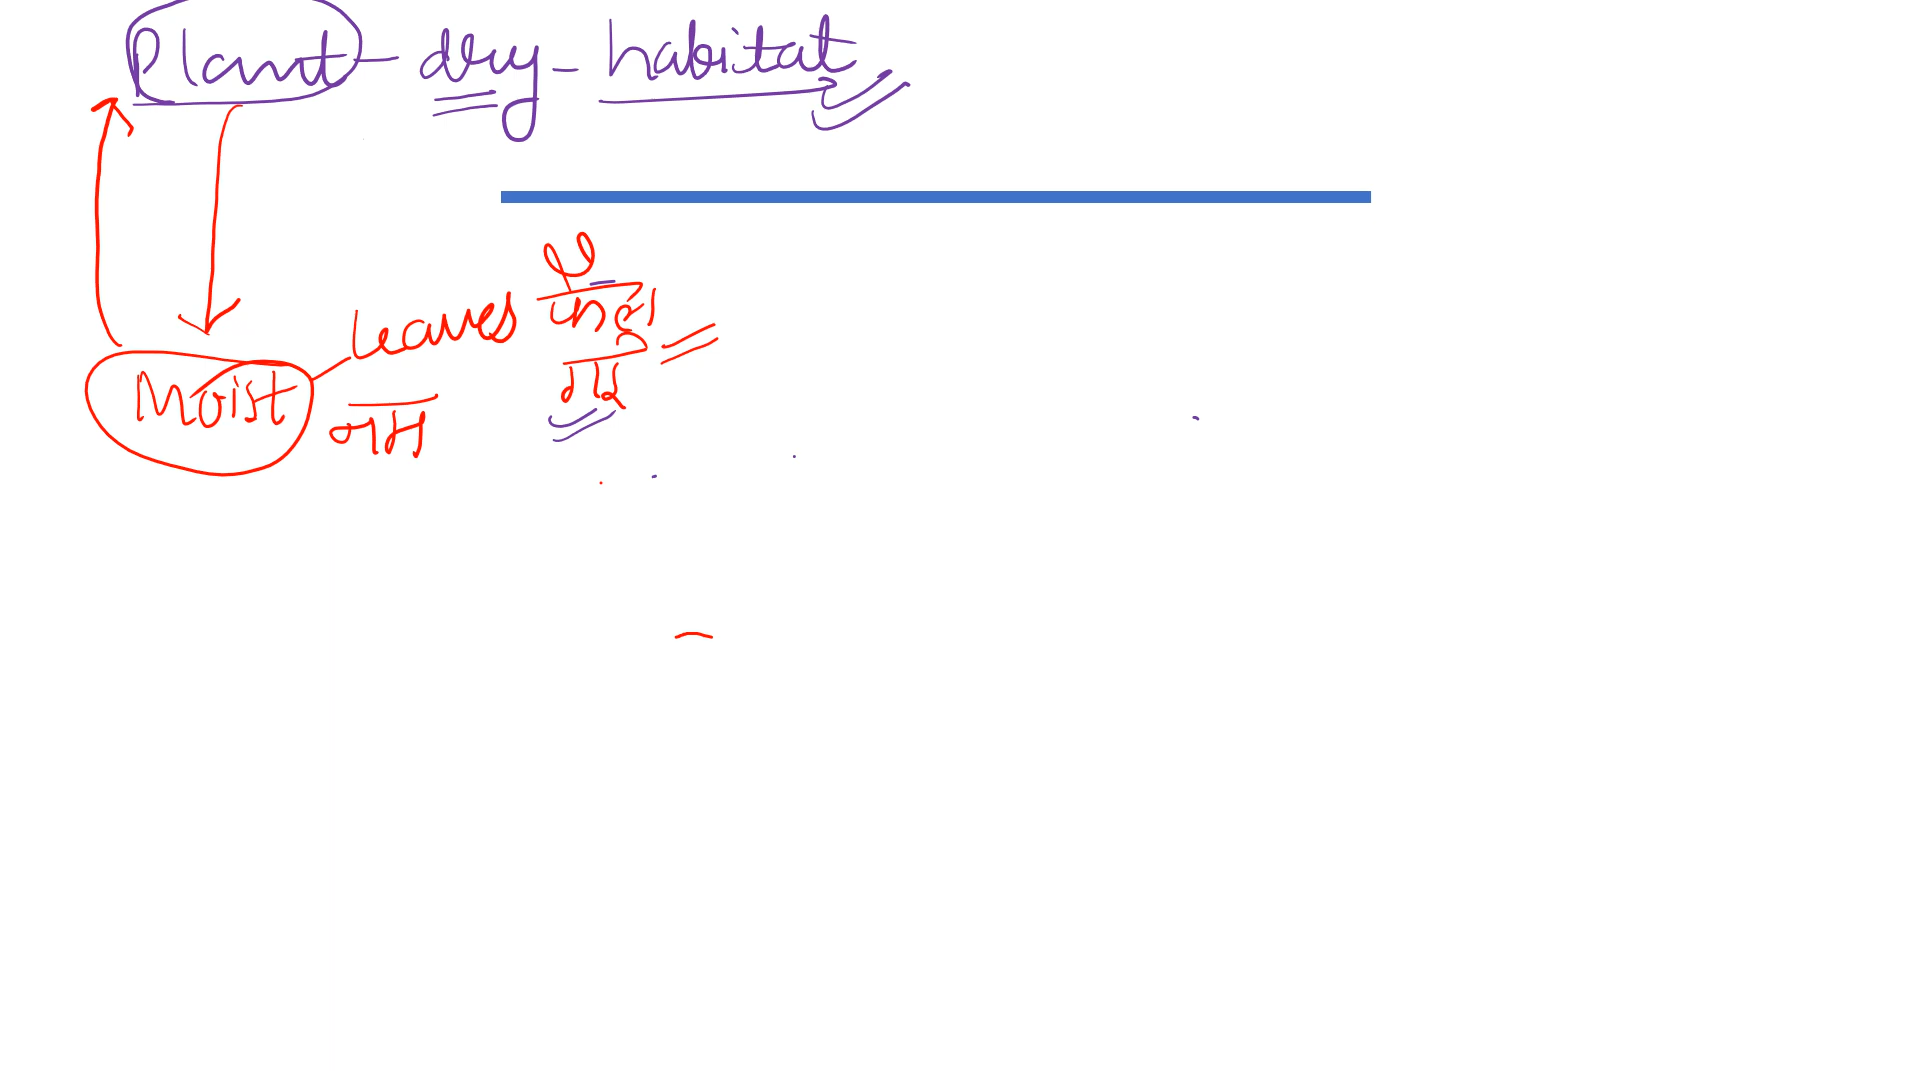 Plant - dry - habitat
leaves
Moist
नम